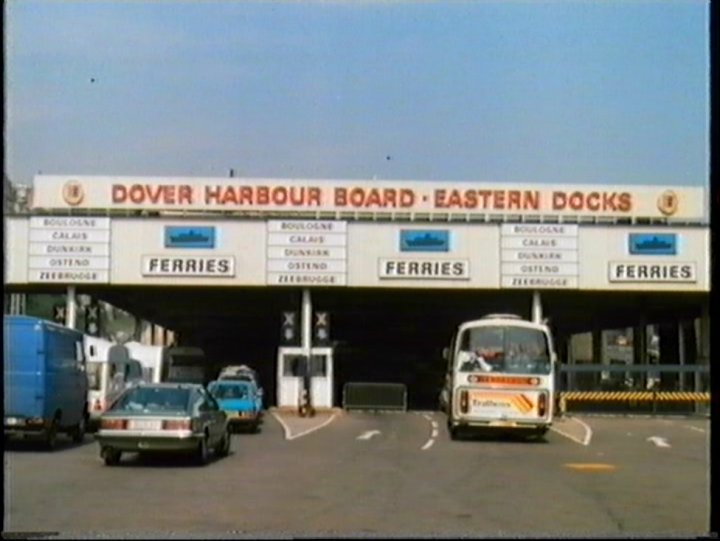 DOVER HARBOUR BOARD · EASTERN DOCKS
BOULOGNE
CALAIS
DUNKIRK
OSTEND
ZEEBRUGGE
FERRIES
BOULOGNE
CALAIS
DUNKIRK
OSTEND
ZEEBRUGGE
FERRIES
BOULOGNE
CALAIS
DUNKIRK
OSTEND
ZEEBRUGGE
FERRIES
X
X